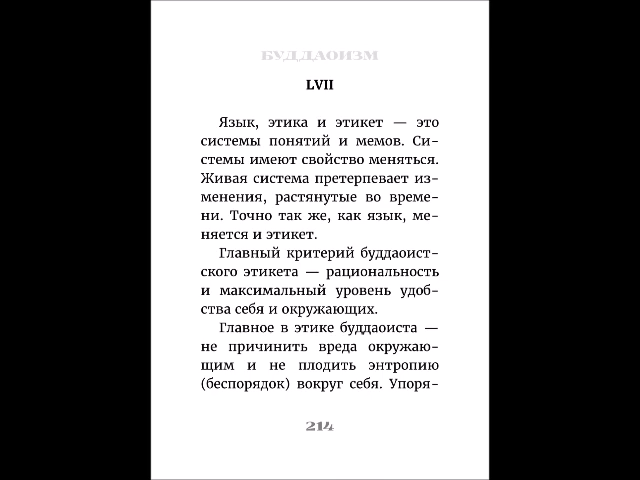 БУДДАОИЗМ
LVII
Язык, этика и этикет — это
системы понятий и мемов. Си-
стемы имеют свойство меняться.
Живая система претерпевает из-
менения, растянутые во време-
ни. Точно так же, как язык, ме-
няется и этикет.
Главный критерий буддаоист-
ского этикета — рациональность
и максимальный уровень удоб-
ства себя и окружающих.
Главное в этике буддаоиста —
не причинить вреда окружаю-
щим и не плодить энтропию
(беспорядок) вокруг себя. Упоря-
214